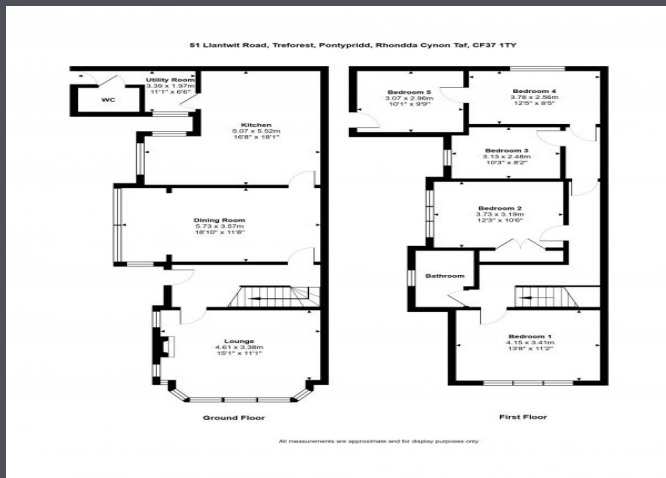 51 Llantwit Road, Treforest, Pontypridd, Rhondda Cynon Taf, CF37 1TY
Utility Room
3.39 x 1.97m
11'1" x 6'6"
WC
Kitchen
5.07 x 5.52m
16'8" x 18'1"
Dining Room
5.73 x 3.57m
18'10" x 11'8"
Lounge
4.61 x 3.38m
15'1" x 11'1"
Ground Floor
Bedroom 5
3.07 x 2.96m
10'1" x 9'9"
Bedroom 4
3.78 x 2.56m
12'5" x 8'5"
Bedroom 3
3.13 x 2.48m
10'3" x 8'2"
Bedroom 2
3.73 x 3.19m
12'3" x 10'6"
Bathroom
Bedroom 1
4.15 x 3.41m
13'8" x 11'2"
First Floor
All measurements are approximate and for display purposes only